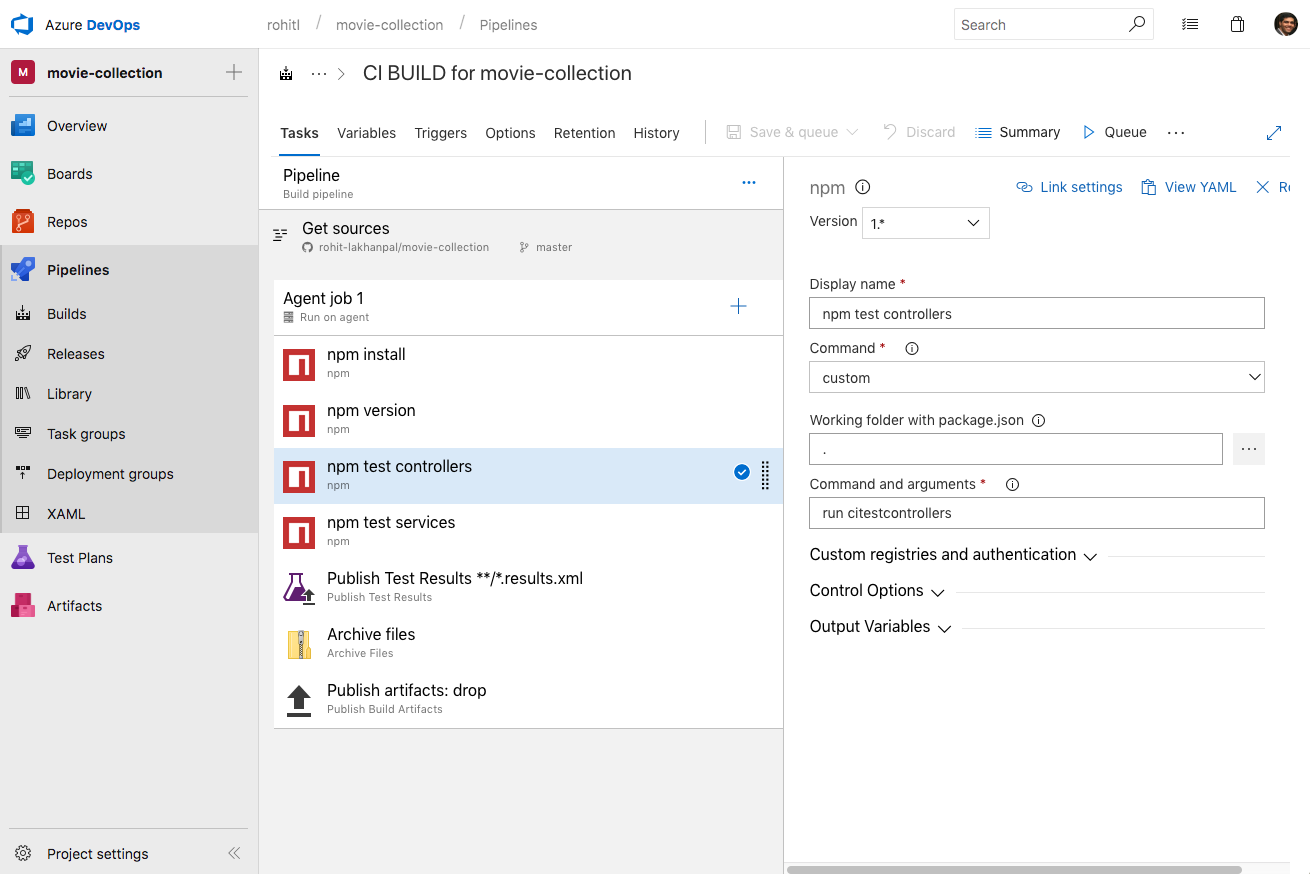 Azure DevOps
rohitl / movie-collection / Pipelines
Search
M movie-collection
Overview
Boards
Repos
Pipelines
Builds
Releases
Library
Task groups
Deployment groups
XAML
Test Plans
Artifacts
Project settings
··· > CI BUILD for movie-collection
Tasks Variables Triggers Options Retention History Save & queue Discard Summary Queue ···
Pipeline
Build pipeline
Get sources
rohit-lakhanpal/movie-collection master
Agent job 1
Run on agent
npm install
npm
npm version
npm
npm test controllers
npm
npm test services
npm
Publish Test Results **/*.results.xml
Publish Test Results
Archive files
Archive Files
Publish artifacts: drop
Publish Build Artifacts
npm Link settings View YAML Re
Version 1.*
Display name *
npm test controllers
Command *
custom
Working folder with package.json
.
Command and arguments *
run citestcontrollers
Custom registries and authentication
Control Options
Output Variables